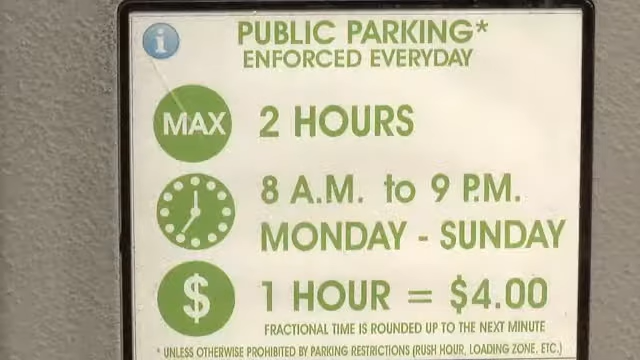 i
PUBLIC PARKING*
ENFORCED EVERYDAY
MAX 2 HOURS
8 A.M. to 9 P.M.
MONDAY - SUNDAY
$ 1 HOUR = $4.00
FRACTIONAL TIME IS ROUNDED UP TO THE NEXT MINUTE
* UNLESS OTHERWISE PROHIBITED BY PARKING RESTRICTIONS (RUSH HOUR, LOADING ZONE, ETC.)